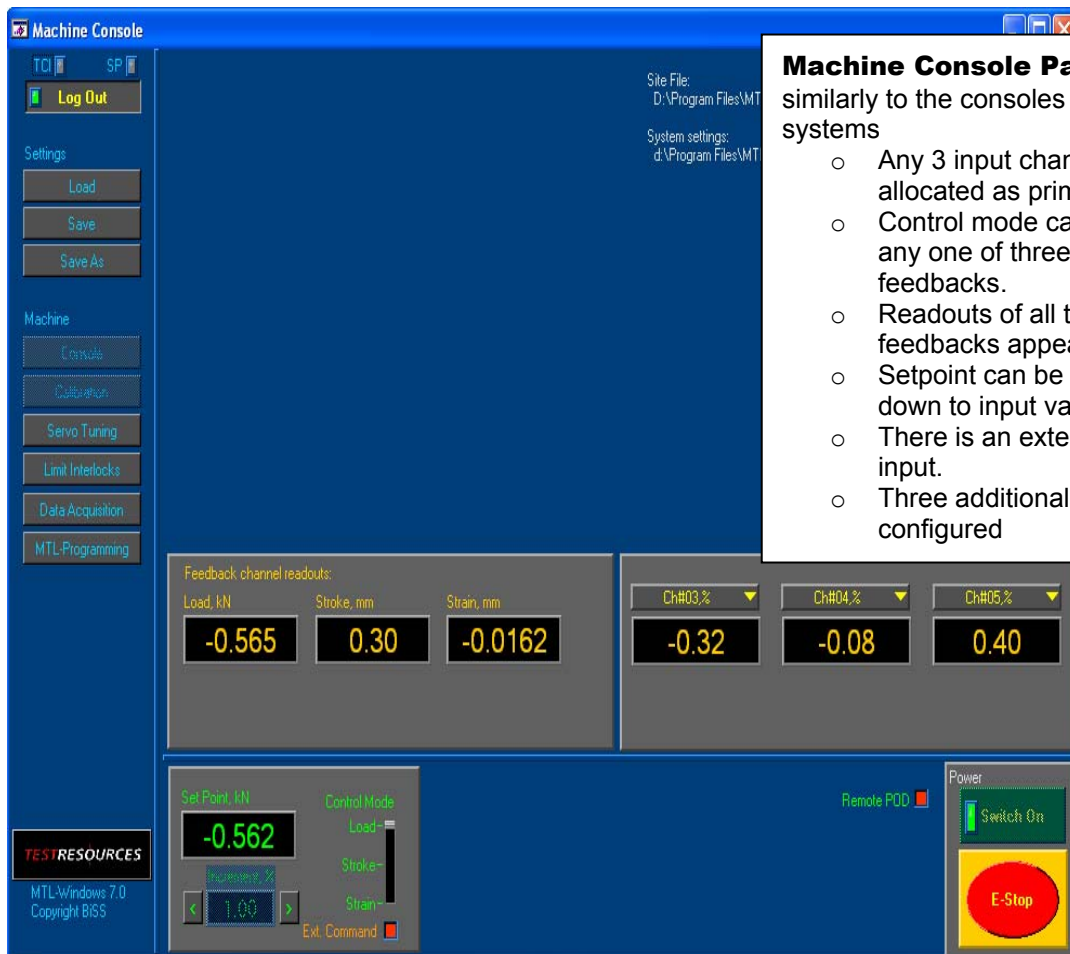 Machine Console
TCI SP
Log Out
Settings
Load
Save
Save As
Machine
Console
Calibration
Servo Tuning
Limit Interlocks
Data Acquisition
MTL-Programming
TESTRESOURCES
MTL-Windows 7.0
Copyright BiSS
Site File:
D:\Program Files\MT
System settings:
d:\Program Files\MT
Machine Console Pa
similarly to the consoles
systems
o Any 3 input char
allocated as prin
o Control mode ca
any one of three
feedbacks.
o Readouts of all t
feedbacks appea
o Setpoint can be
down to input va
o There is an exte
input.
o Three additional
configured
Feedback channel readouts:
Load, kN Stroke, mm Strain, mm
-0.565 0.30 -0.0162
Ch#03,% Ch#04,% Ch#05,%
-0.32 -0.08 0.40
Set Point, kN
-0.562
Increment, %
< 1.00 >
Control Mode
Load-
Stroke-
Strain-
Ext. Command
Remote POD
Power
Switch On
E-Stop